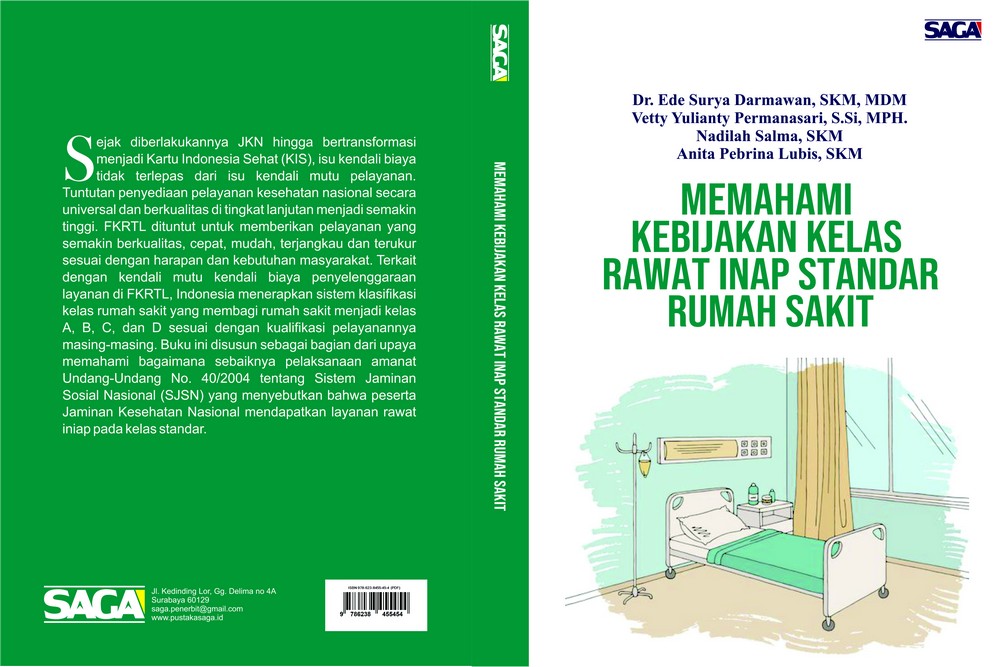 Sejak diberlakukannya JKN hingga bertransformasi
menjadi Kartu Indonesia Sehat (KIS), isu kendali biaya
tidak terlepas dari isu kendali mutu pelayanan.
Tuntutan penyediaan pelayanan kesehatan nasional secara
universal dan berkualitas di tingkat lanjutan menjadi semakin
tinggi. FKRTL dituntut untuk memberikan pelayanan yang
semakin berkualitas, cepat, mudah, terjangkau dan terukur
sesuai dengan harapan dan kebutuhan masyarakat. Terkait
dengan kendali mutu kendali biaya penyelenggaraan
layanan di FKRTL, Indonesia menerapkan sistem klasifikasi
kelas rumah sakit yang membagi rumah sakit menjadi kelas
A, B, C, dan D sesuai dengan kualifikasi pelayanannya
masing-masing. Buku ini disusun sebagai bagian dari upaya
memahami bagaimana sebaiknya pelaksanaan amanat
Undang-Undang No. 40/2004 tentang Sistem Jaminan
Sosial Nasional (SJSN) yang menyebutkan bahwa peserta
Jaminan Kesehatan Nasional mendapatkan layanan rawat
iniap pada kelas standar.
SAGA
Jl. Kedinding Lor, Gg. Delima no 4A
Surabaya 60129
saga.penerbit@gmail.com
www.pustakasaga.id
ISBN 978-623-8455-45-4 (PDF)
9 786238 455454
SAGA
MEMAHAMI KEBIJAKAN KELAS RAWAT INAP STANDAR RUMAH SAKIT
SAGA
Dr. Ede Surya Darmawan, SKM, MDM
Vetty Yulianty Permanasari, S.Si, MPH.
Nadilah Salma, SKM
Anita Pebrina Lubis, SKM
MEMAHAMI
KEBIJAKAN KELAS
RAWAT INAP STANDAR
RUMAH SAKIT